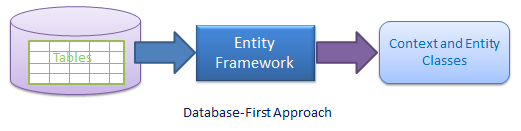 Tables
Entity
Framework
Context and Entity
Classes
Database-First Approach